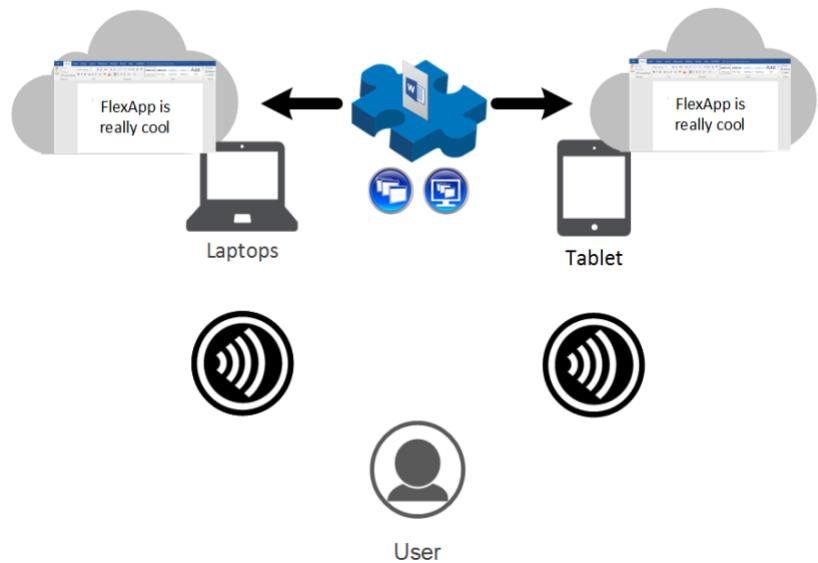 FlexApp is
really cool
W
FlexApp is
really cool
Laptops
Tablet
User